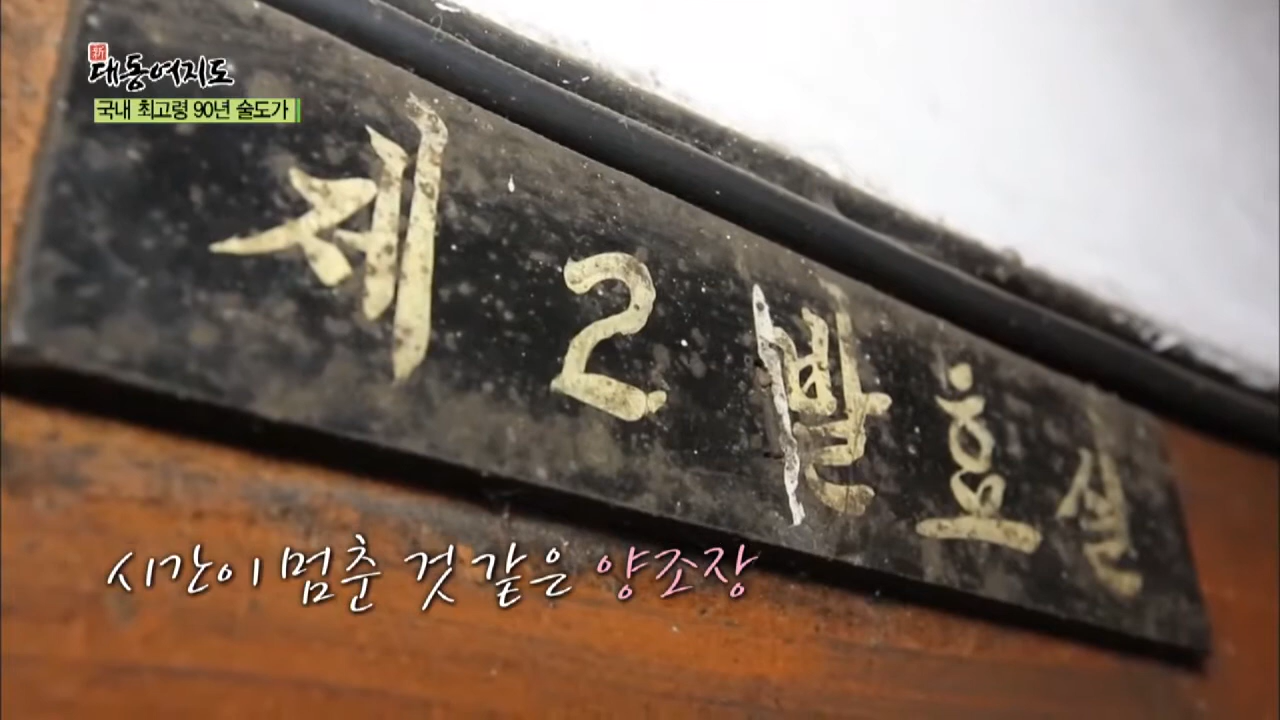 新
대동여지도
국내 최고령 90년 술도가
제2발효실
시간이 멈춘 것 같은 양조장